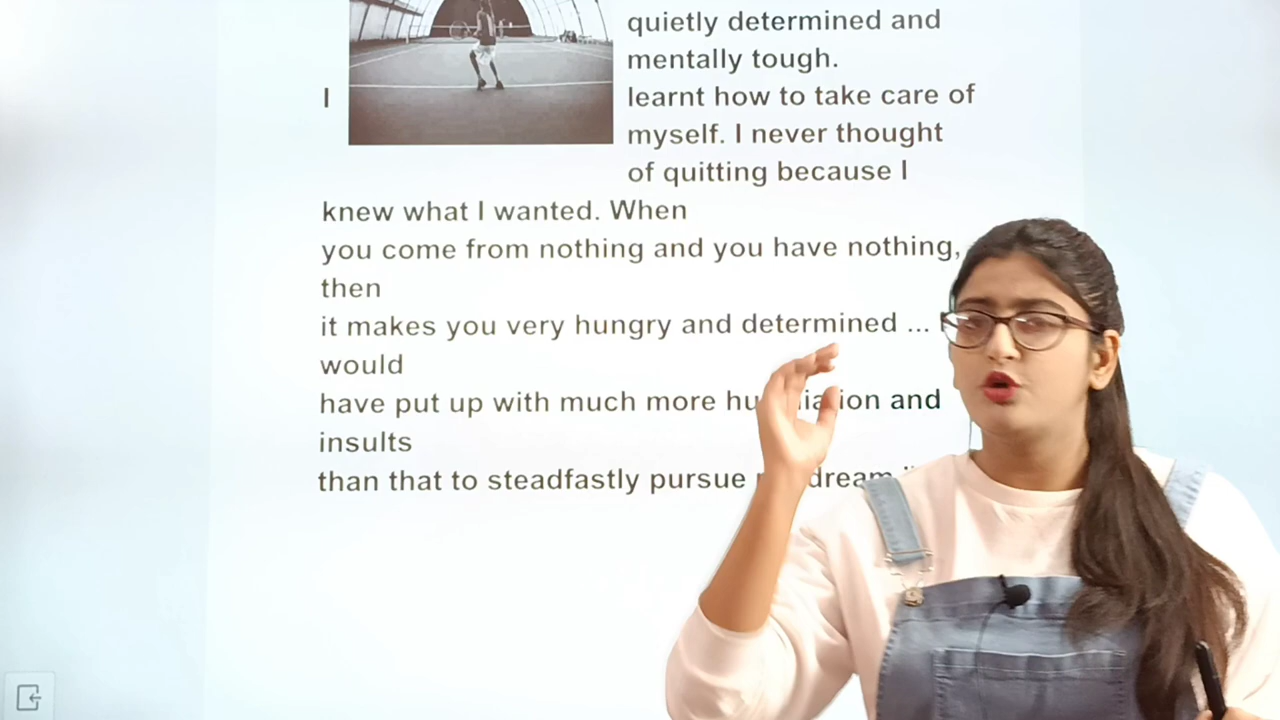 quietly determined and
mentally tough.
I learnt how to take care of
myself. I never thought
of quitting because I
knew what I wanted. When
you come from nothing and you have nothing,
then
it makes you very hungry and determined ...
would
have put up with much more and
insults
than that to steadfastly pursue dream